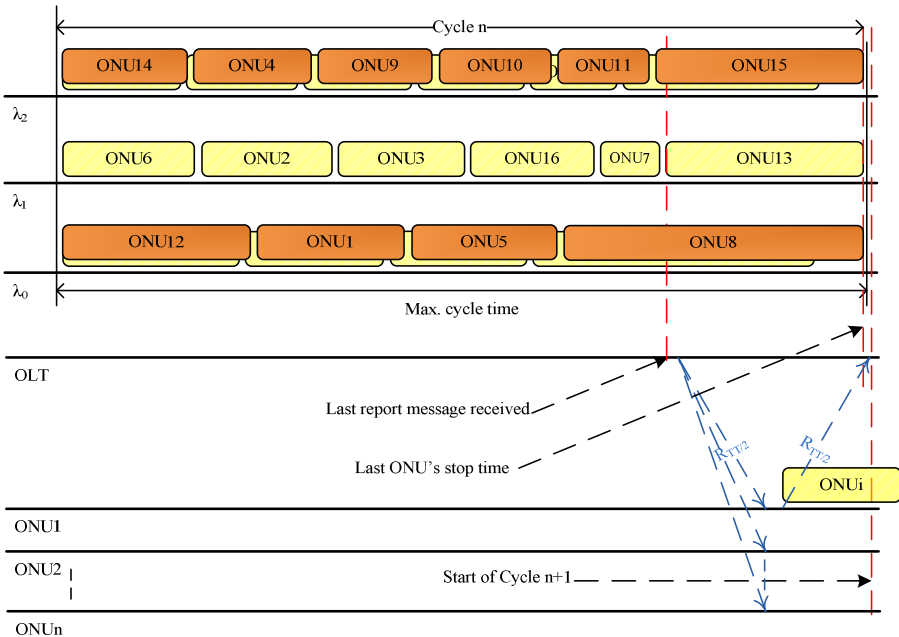 Cycle n
ONU14 ONU4 ONU9 ONU10 ONU11 ONU15
λ2
ONU6 ONU2 ONU3 ONU16 ONU7 ONU13
λ1
ONU12 ONU1 ONU5 ONU8
λ0
Max. cycle time
OLT
Last report message received
RTT/2 RTT/2
Last ONU's stop time
ONUi
ONU1
ONU2
Start of Cycle n+1
ONUn